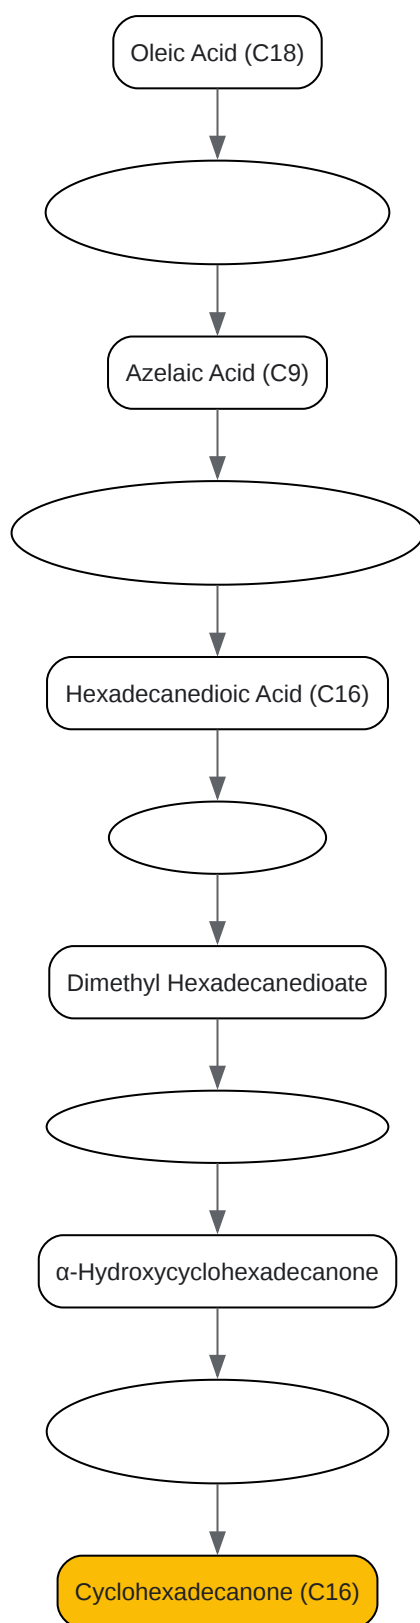 Oleic Acid (C18)
Azelaic Acid (C9)
Hexadecanedioic Acid (C16)
Dimethyl Hexadecanedioate
α-Hydroxycyclohexadecanone
Cyclohexadecanone (C16)